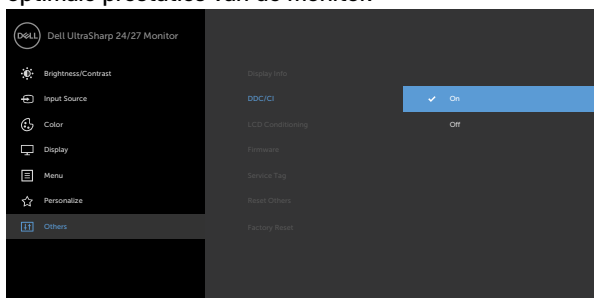 optimale prestaties van de monitor.
DELL
Dell UltraSharp 24/27 Monitor
Brightness/Contrast
Display Info
Input Source
DDC/CI
On
Color
LCD Conditioning
Off
Display
Firmware
Menu
Service Tag
Personalize
Reset Others
Others
Factory Reset